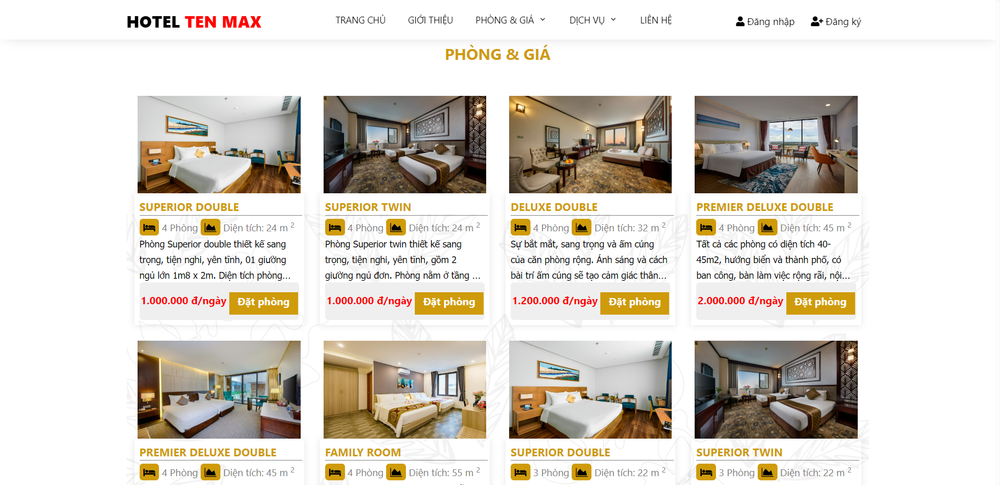 HOTEL TEN MAX
TRANG CHỦ
GIỚI THIỆU
PHÒNG & GIÁ
DỊCH VỤ
LIÊN HỆ
Đăng nhập
Đăng ký
PHÒNG & GIÁ
SUPERIOR DOUBLE
4 Phòng Diện tích: 24 m 2
Phòng Superior double thiết kế sang
trọng, tiện nghi, yên tĩnh, 01 giường
ngủ lớn 1m8 x 2m. Diện tích phòng...
1.000.000 đ/ngày
Đặt phòng
SUPERIOR TWIN
4 Phòng Diện tích: 24 m 2
Phòng Superior twin thiết kế sang
trọng, tiện nghi, yên tĩnh, gồm 2
giường ngủ đơn. Phòng nằm ở tầng ...
1.000.000 đ/ngày
Đặt phòng
DELUXE DOUBLE
4 Phòng Diện tích: 32 m 2
Sự bắt mắt, sang trọng và ấm cúng
của căn phòng rộng. Ánh sáng và cách
bài trí ấm cúng sẽ tạo cảm giác thân...
1.200.000 đ/ngày
Đặt phòng
PREMIER DELUXE DOUBLE
4 Phòng Diện tích: 45 m 2
Tất cả các phòng có diện tích 40-
45m2, hướng biển và thành phố, có
ban công, bàn làm việc rộng rãi, nội...
2.000.000 đ/ngày
Đặt phòng
PREMIER DELUXE DOUBLE
4 Phòng Diện tích: 45 m 2
FAMILY ROOM
4 Phòng Diện tích: 55 m 2
SUPERIOR DOUBLE
3 Phòng Diện tích: 22 m 2
SUPERIOR TWIN
3 Phòng Diện tích: 22 m 2